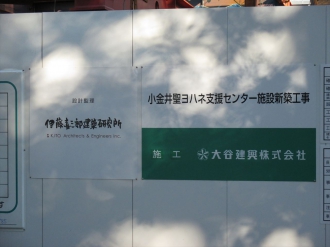 設計監理
伊藤喜三郎建築研究所
K.ITO Architects & Engineers Inc.
小金井聖ヨハネ支援センター施設新築工事
施工 大谷建興株式会社